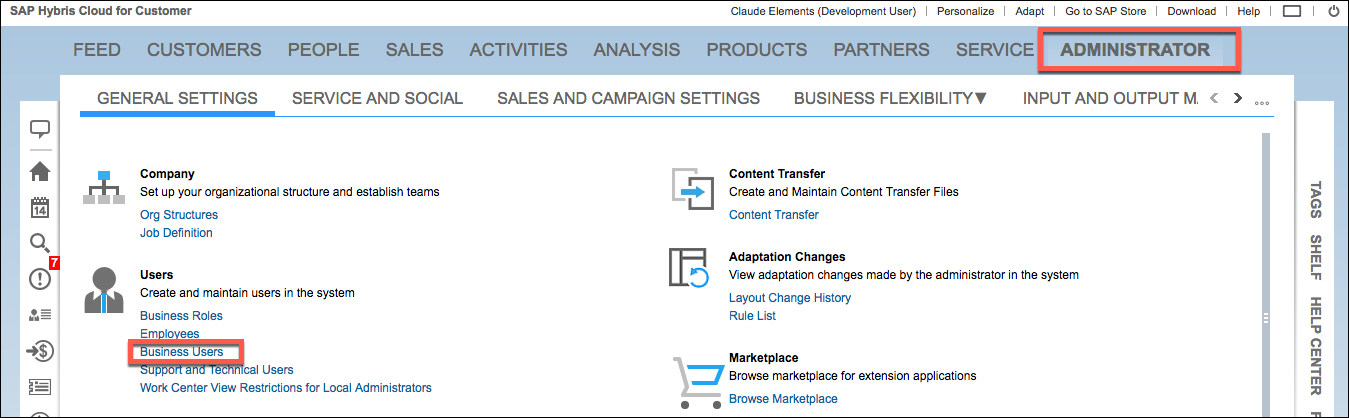 SAP Hybris Cloud for Customer
Claude Elements (Development User) | Personalize | Adapt | Go to SAP Store | Download | Help |
FEED CUSTOMERS PEOPLE SALES ACTIVITIES ANALYSIS PRODUCTS PARTNERS SERVICE ADMINISTRATOR
GENERAL SETTINGS SERVICE AND SOCIAL SALES AND CAMPAIGN SETTINGS BUSINESS FLEXIBILITY▼ INPUT AND OUTPUT ...
14
7
Company
Set up your organizational structure and establish teams
Org Structures
Job Definition
Users
Create and maintain users in the system
Business Roles
Employees
Business Users
Support and Technical Users
Work Center View Restrictions for Local Administrators
Content Transfer
Create and Maintain Content Transfer Files
Content Transfer
Adaptation Changes
View adaptation changes made by the administrator in the system
Layout Change History
Rule List
Marketplace
Browse marketplace for extension applications
Browse Marketplace
TAGS
SHELF
HELP CENTER